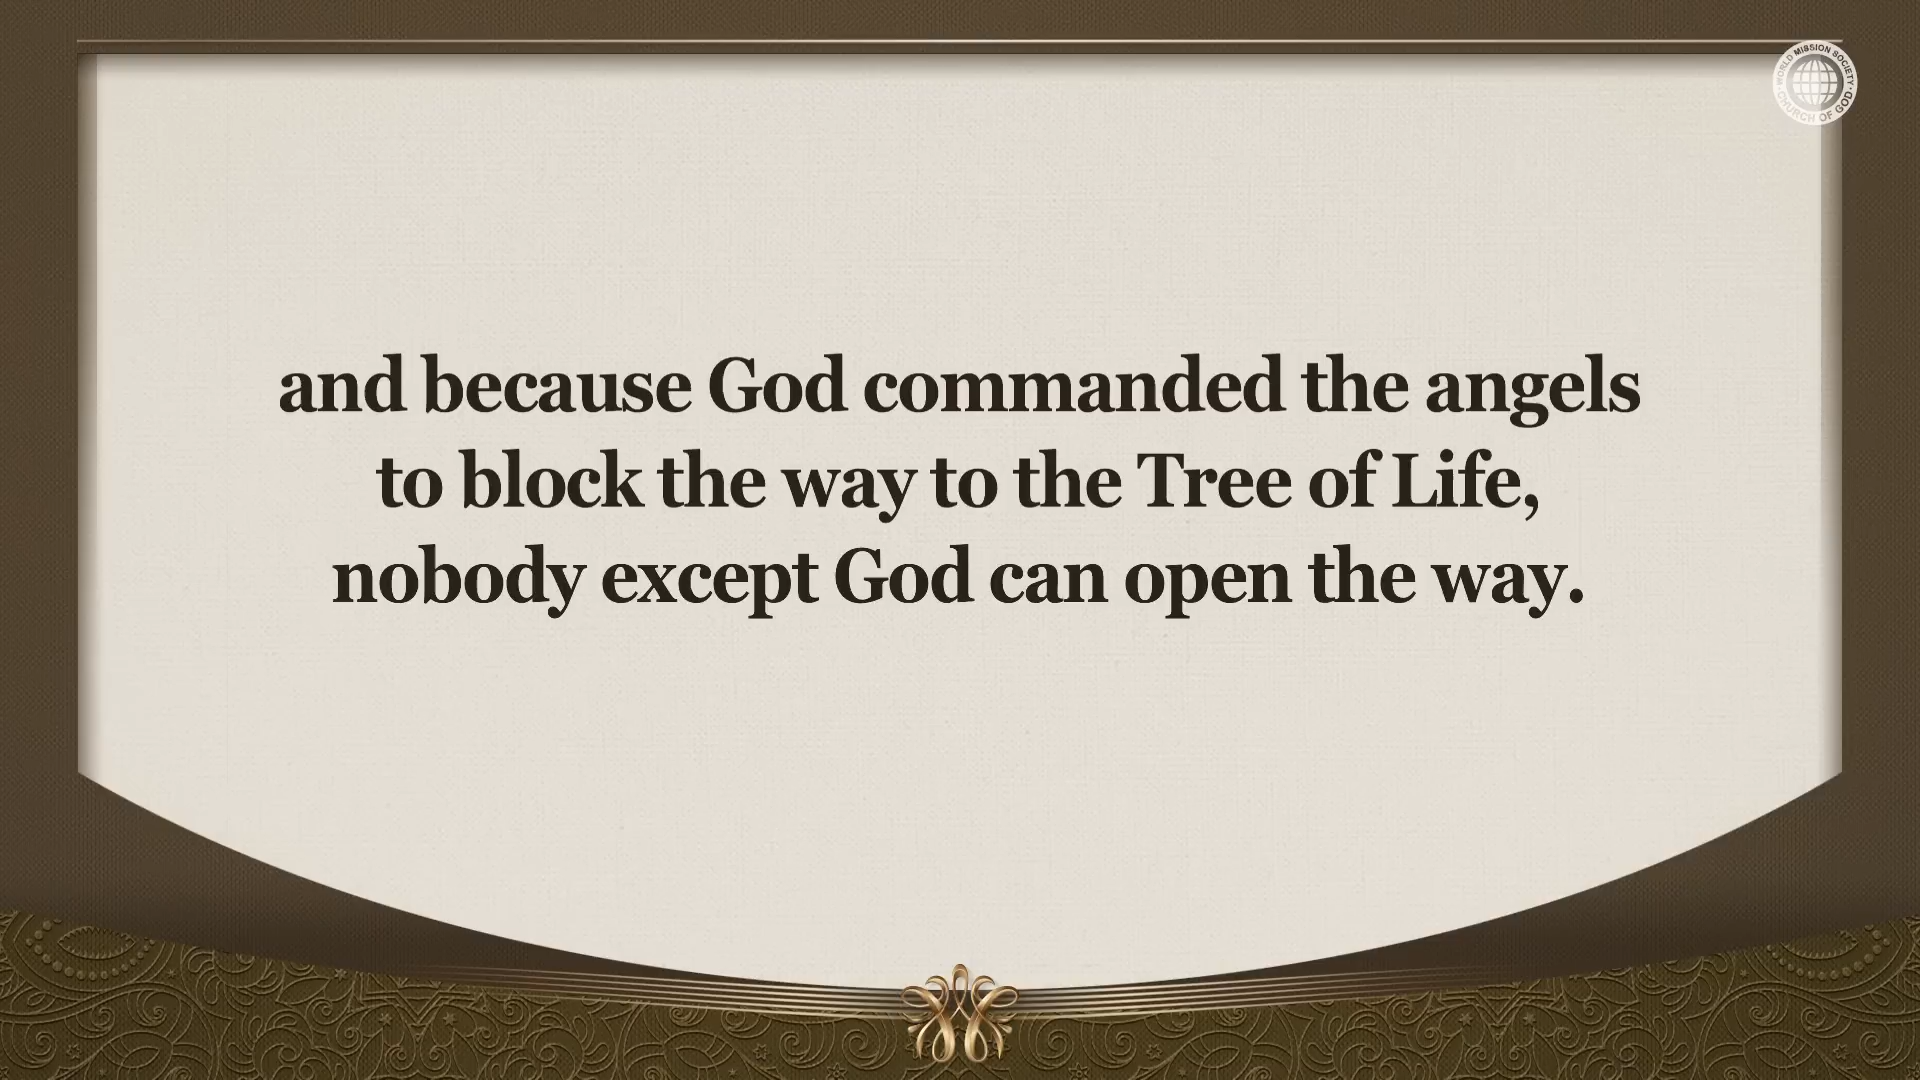 WORLD MISSION SOCIETY
CHURCH OF GOD
and because God commanded the angels
to block the way to the Tree of Life,
nobody except God can open the way.